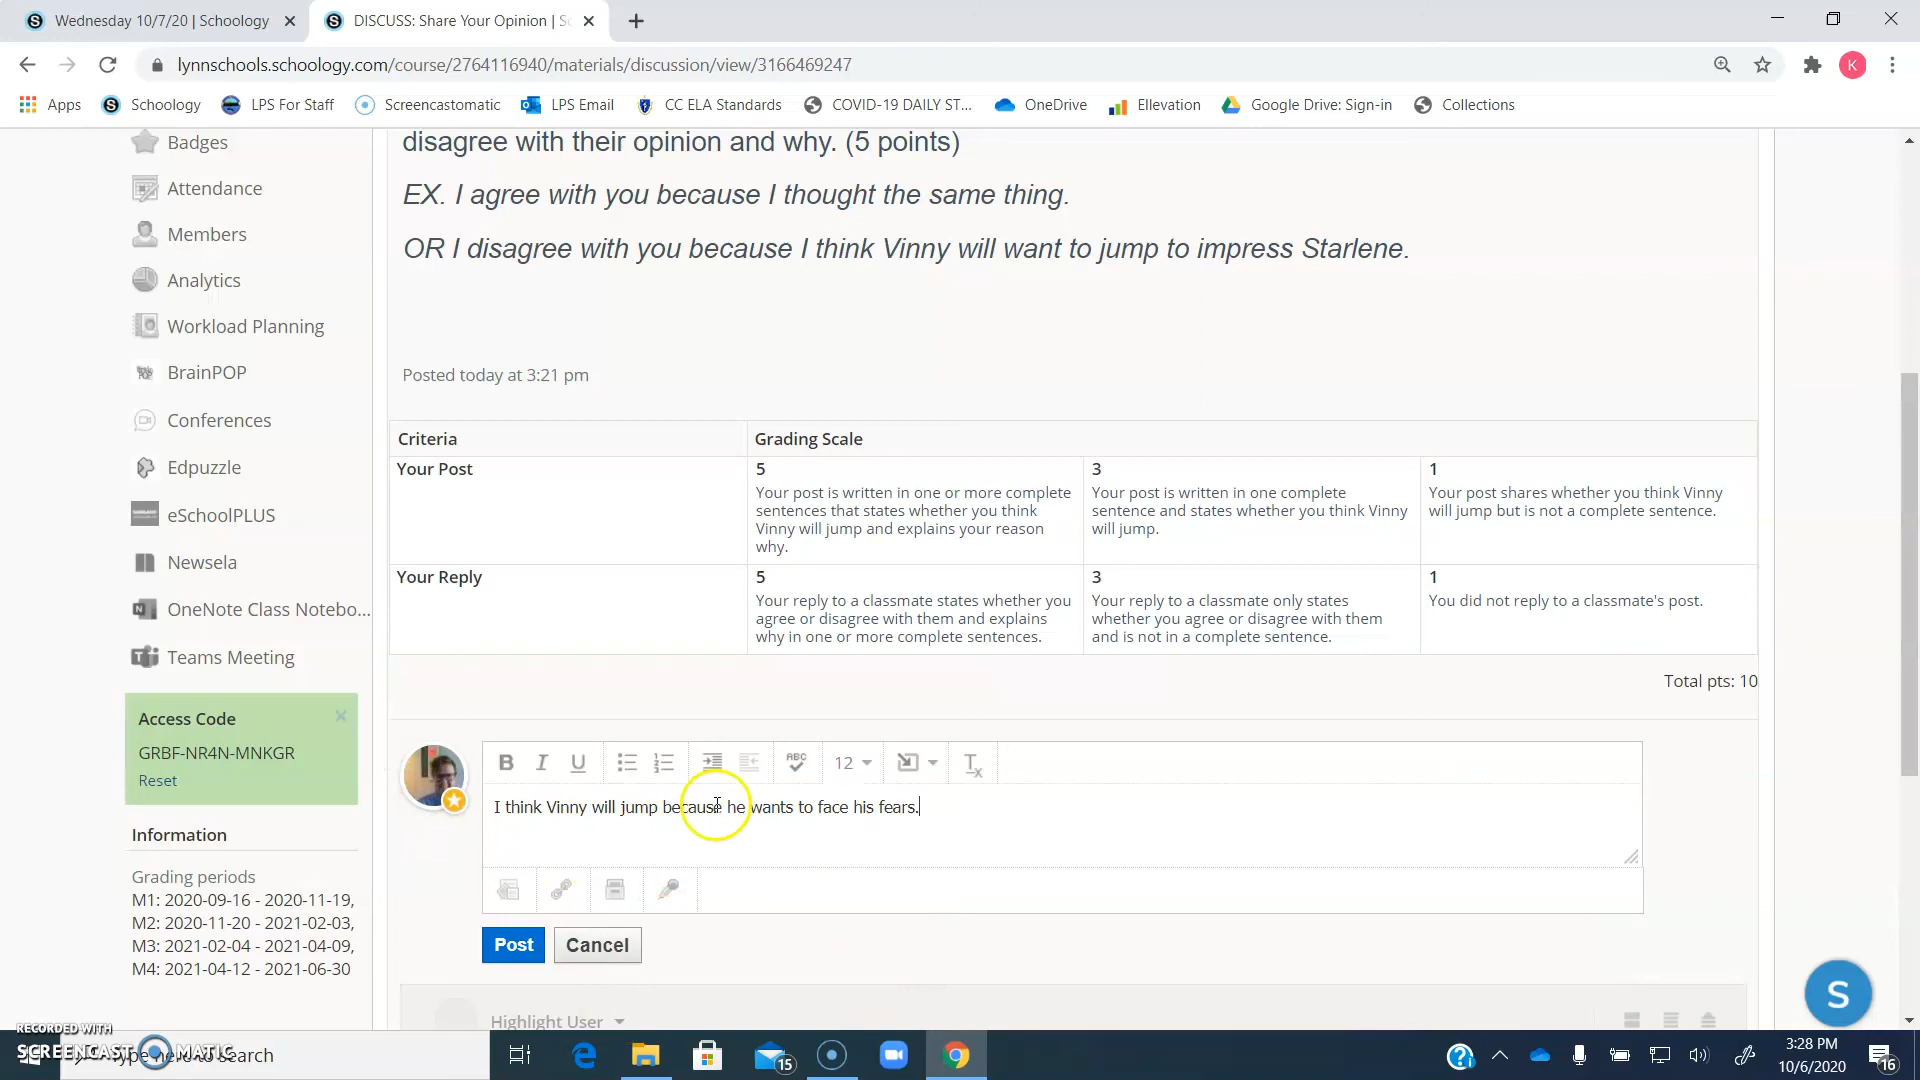 Wednesday 10/7/20 | Schoology
DISCUSS: Share Your Opinion | S
lynnschools.schoology.com/course/2764116940/materials/discussion/view/3166469247
K
Apps
Schoology
LPS For Staff
Screencastomatic
LPS Email
CC ELA Standards
COVID-19 DAILY ST...
OneDrive
Ellevation
Google Drive: Sign-in
Collections
Badges
Attendance
Members
Analytics
Workload Planning
BrainPOP
Conferences
Edpuzzle
eSchoolPLUS
Newsela
OneNote Class Notebo...
Teams Meeting
Access Code
GRBF-NR4N-MNKGR
Reset
Information
Grading periods
M1: 2020-09-16 - 2020-11-19,
M2: 2020-11-20 - 2021-02-03,
M3: 2021-02-04 - 2021-04-09,
M4: 2021-04-12 - 2021-06-30
disagree with their opinion and why. (5 points)
EX. I agree with you because I thought the same thing.
OR I disagree with you because I think Vinny will want to jump to impress Starlene.
Posted today at 3:21 pm
Criteria
Grading Scale
Your Post
5
Your post is written in one or more complete
sentences that states whether you think
Vinny will jump and explains your reason
why.
3
Your post is written in one complete
sentence and states whether you think Vinny
will jump.
1
Your post shares whether you think Vinny
will jump but is not a complete sentence.
Your Reply
5
Your reply to a classmate states whether you
agree or disagree with them and explains
why in one or more complete sentences.
3
Your reply to a classmate only states
whether you agree or disagree with them
and is not in a complete sentence.
1
You did not reply to a classmate's post.
Total pts: 10
B I U
ABC
12
Tx
I think Vinny will jump because he wants to face his fears.
Post
Cancel
Highlight User
S
RECORDED WITH
SCREENCAST MATIC
Type here to search
15
3:28 PM
10/6/2020
16